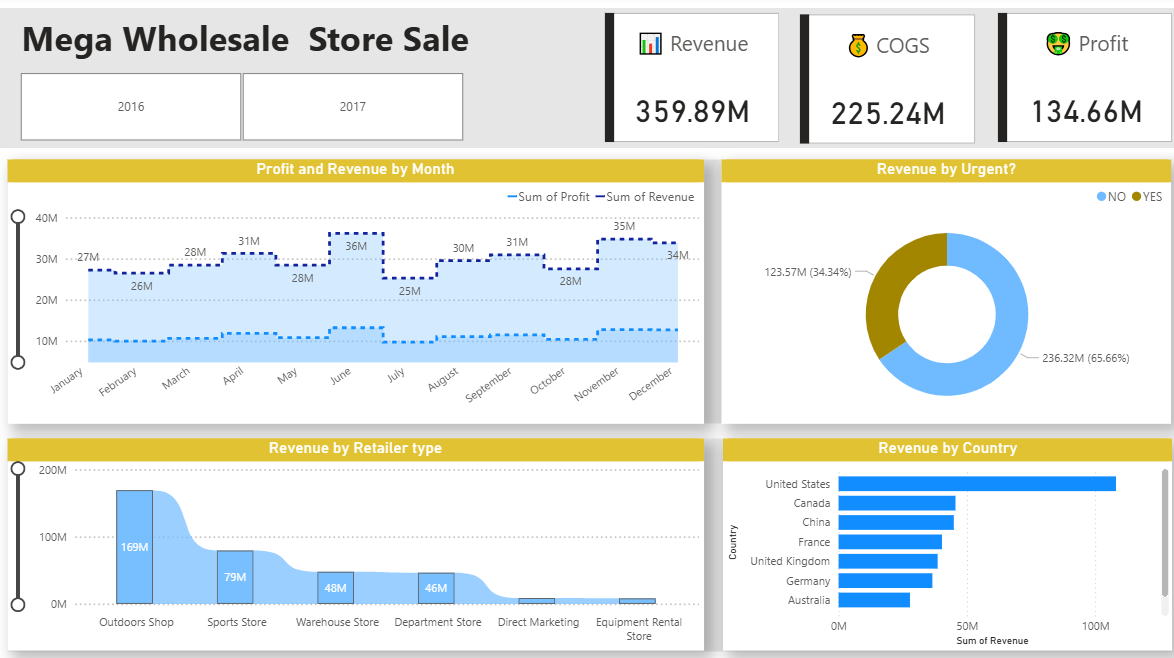 Mega Wholesale  Store Sale
2016
2017
Revenue
359.89M
COGS
225.24M
Profit
134.66M
Profit and Revenue by Month
Sum of Profit
Sum of Revenue
40M
30M
20M
10M
27M
26M
28M
31M
28M
36M
25M
30M
31M
28M
35M
34M
January
February
March
April
May
June
July
August
September
October
November
December
Revenue by Urgent?
NO
YES
123.57M (34.34%)
236.32M (65.66%)
Revenue by Retailer type
200M
100M
0M
169M
79M
48M
46M
Outdoors Shop
Sports Store
Warehouse Store
Department Store
Direct Marketing
Equipment Rental
Store
Revenue by Country
Country
United States
Canada
China
France
United Kingdom
Germany
Australia
0M
50M
100M
Sum of Revenue